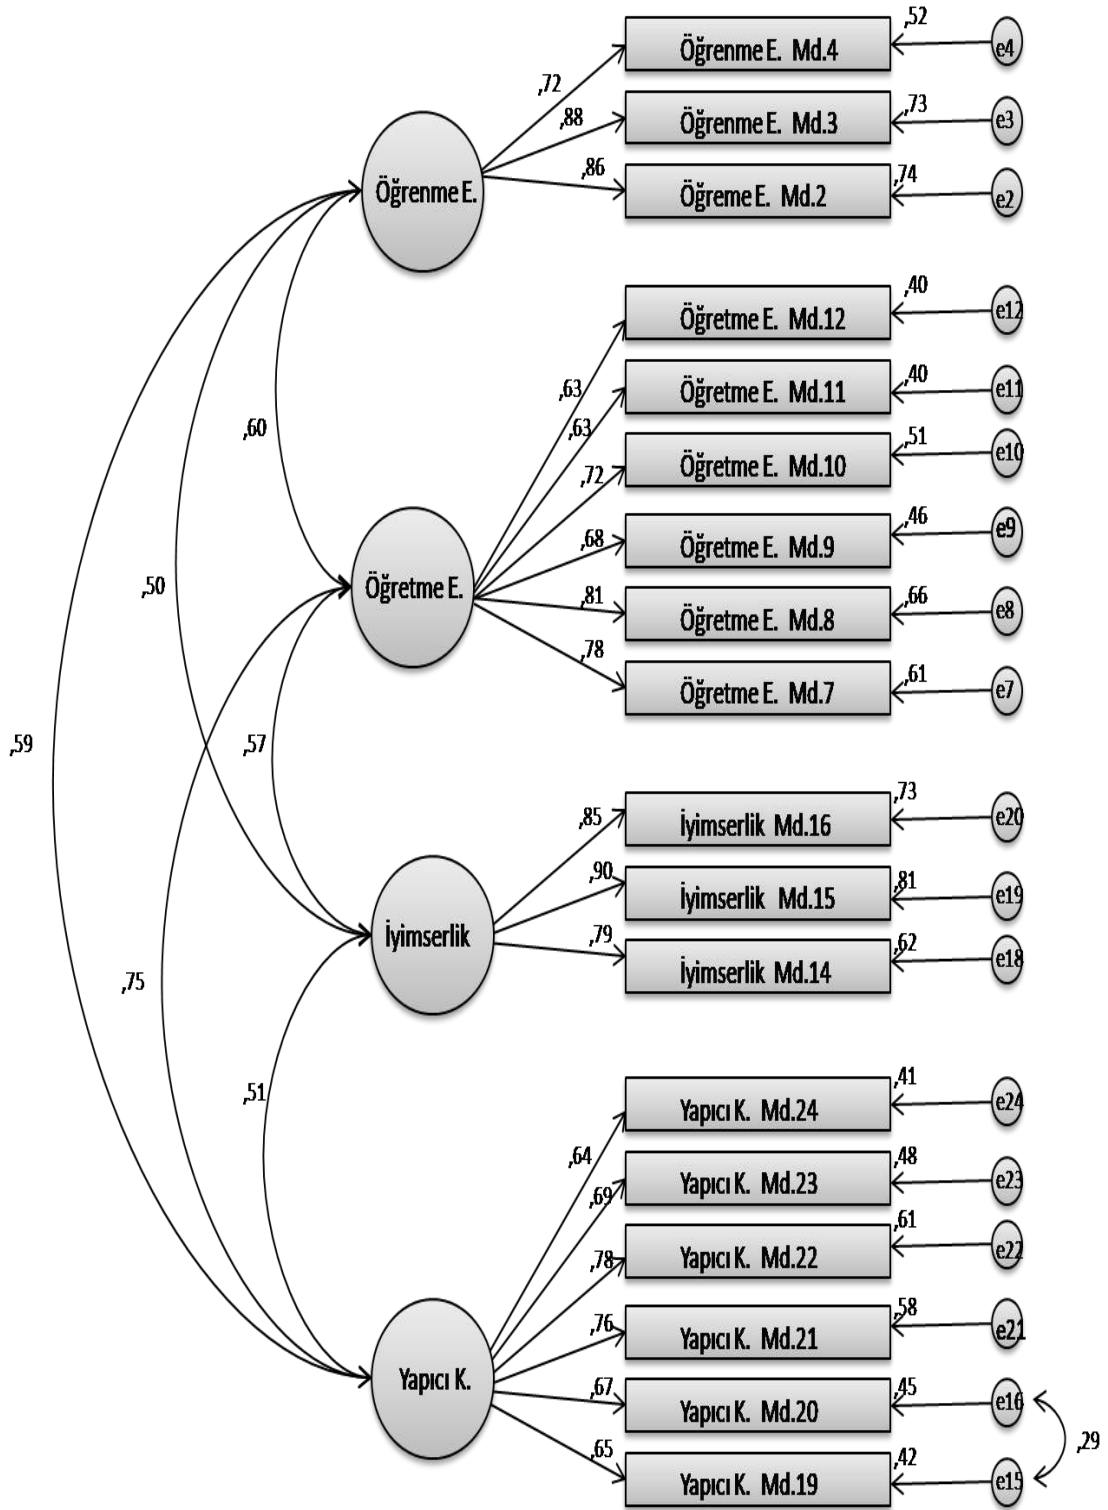 ,52
Öğrenme E. Md.4
e4
,72
,73
,88
Öğrenme E. Md.3
e3
,86
,74
Öğreme E. Md.2
e2
Öğrenme E.
,40
Öğretme E. Md.12
e12
,63
,40
Öğretme E. Md.11
e11
,63
,60
,51
Öğretme E. Md.10
e10
,72
,46
Öğretme E. Md.9
e9
,68
,50
Öğretme E.
,81
,66
Öğretme E. Md.8
e8
,78
,61
Öğretme E. Md.7
e7
,59
,57
,73
,85
İyimserlik Md.16
e20
,90
,81
İyimserlik Md.15
e19
İyimserlik
,79
,62
İyimserlik Md.14
e18
,75
,51
,41
Yapıcı K. Md.24
e24
,64
,48
Yapıcı K. Md.23
e23
,69
,61
Yapıcı K. Md.22
e22
,78
,58
,76
Yapıcı K. Md.21
e21
Yapıcı K.
,67
,45
Yapıcı K. Md.20
e16
,29
,65
,42
Yapıcı K. Md.19
e15